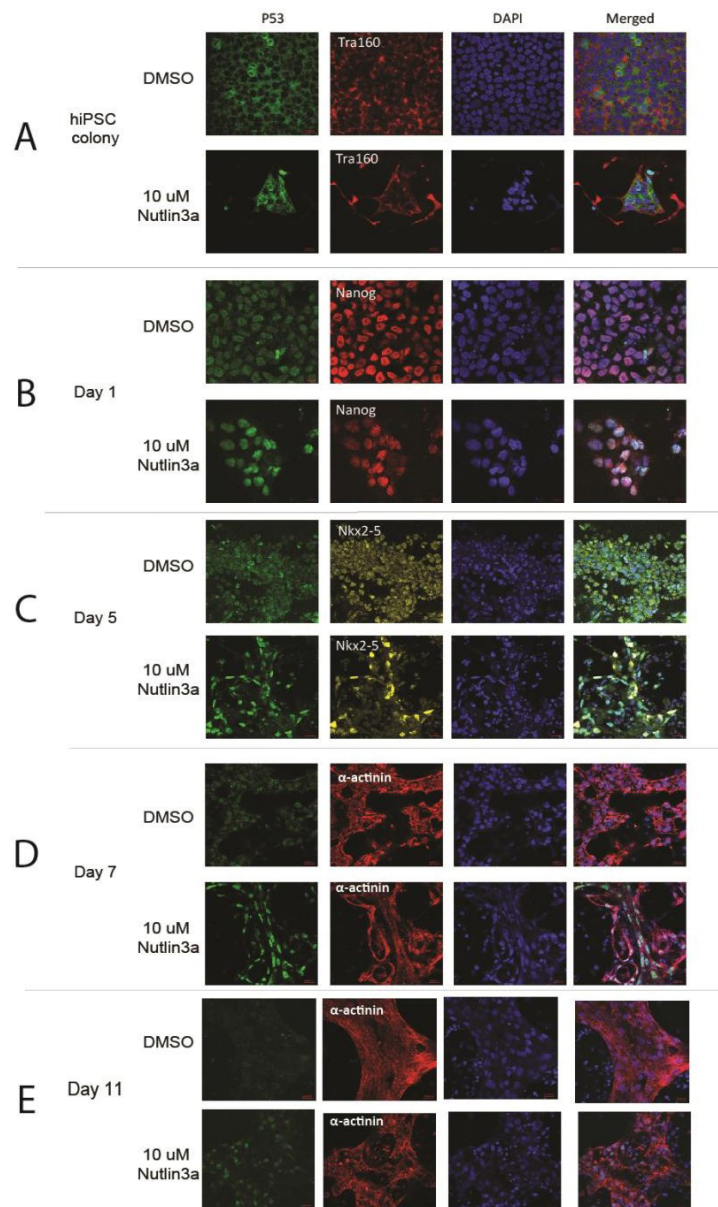 P53 DAPI Merged
Tra160
DMSO
hiPSC
colony
A
Tra160
10 uM
Nutlin3a
Nanog
DMSO
B
Day 1
Nanog
10 uM
Nutlin3a
Nkx2-5
DMSO
C
Day 5
Nkx2-5
10 uM
Nutlin3a
α-actinin
DMSO
D
Day 7
α-actinin
10 uM
Nutlin3a
α-actinin
DMSO
E
Day 11
α-actinin
10 uM
Nutlin3a